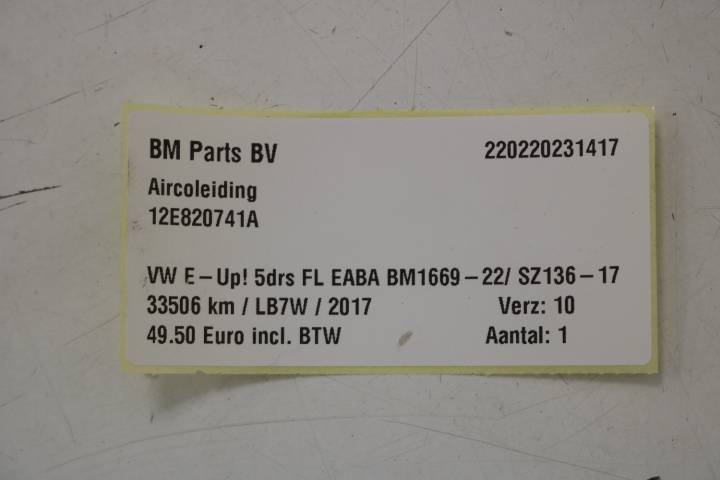 BM Parts BV 220220231417
Aircoleiding
12E820741A
VW E-Up! 5drs FL EABA BM1669-22/ SZ136-17
33506 km / LB7W / 2017 Verz: 10
49.50 Euro incl. BTW Aantal: 1